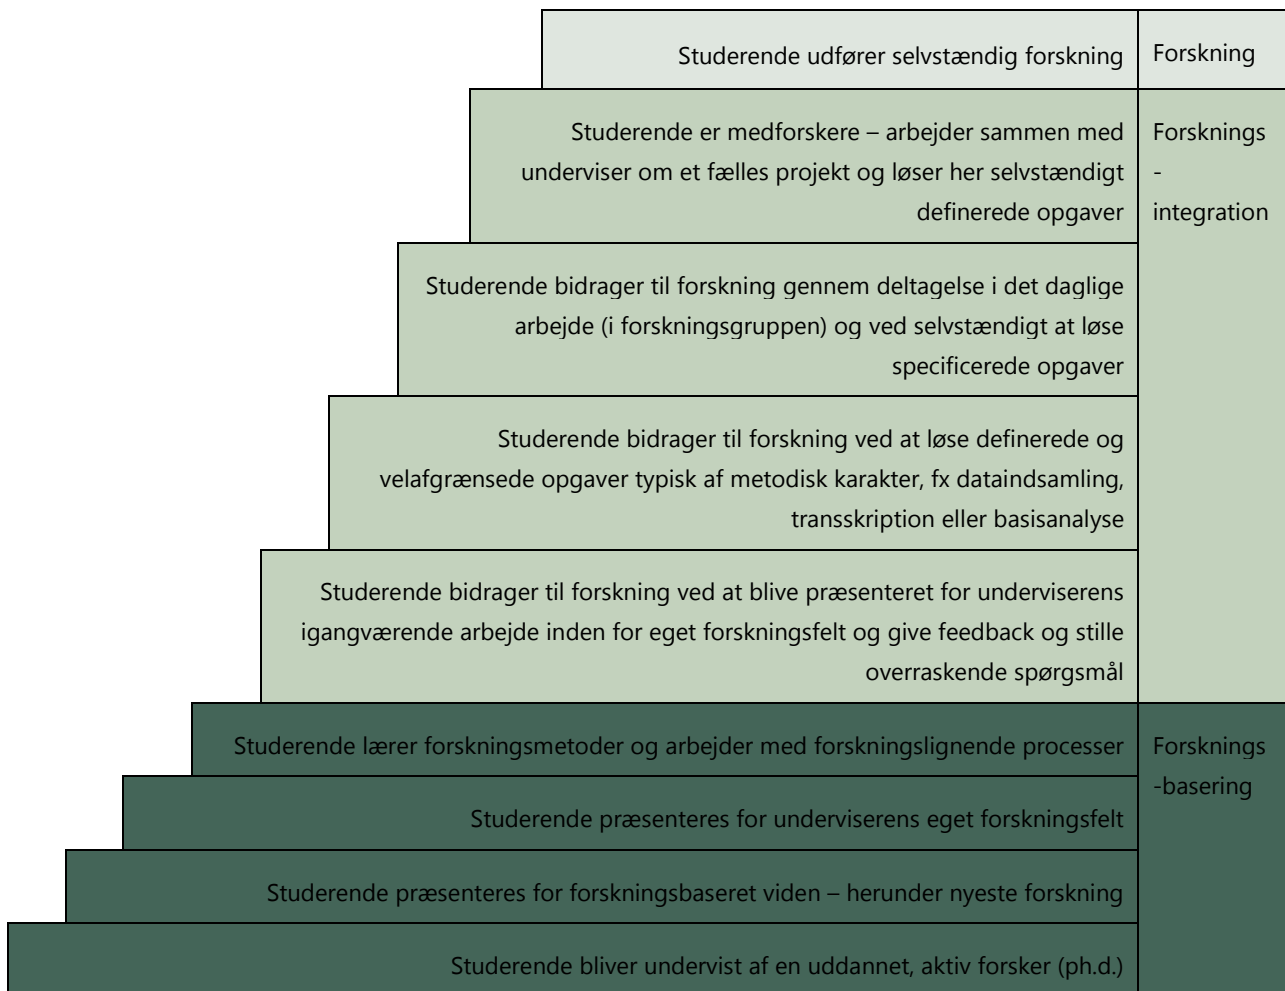 Studerende udfører selvstændig forskning
Forskning
Studerende er medforskere – arbejder sammen med
underviser om et fælles projekt og løser her selvstændigt
definerede opgaver
Forsknings
-
integration
Studerende bidrager til forskning gennem deltagelse i det daglige
arbejde (i forskningsgruppen) og ved selvstændigt at løse
specificerede opgaver
Studerende bidrager til forskning ved at løse definerede og
velafgrænsede opgaver typisk af metodisk karakter, fx dataindsamling,
transskription eller basisanalyse
Studerende bidrager til forskning ved at blive præsenteret for underviserens
igangværende arbejde inden for eget forskningsfelt og give feedback og stille
overraskende spørgsmål
Studerende lærer forskningsmetoder og arbejder med forskningslignende processer
Forsknings
-basering
Studerende præsenteres for underviserens eget forskningsfelt
Studerende præsenteres for forskningsbaseret viden – herunder nyeste forskning
Studerende bliver undervist af en uddannet, aktiv forsker (ph.d.)